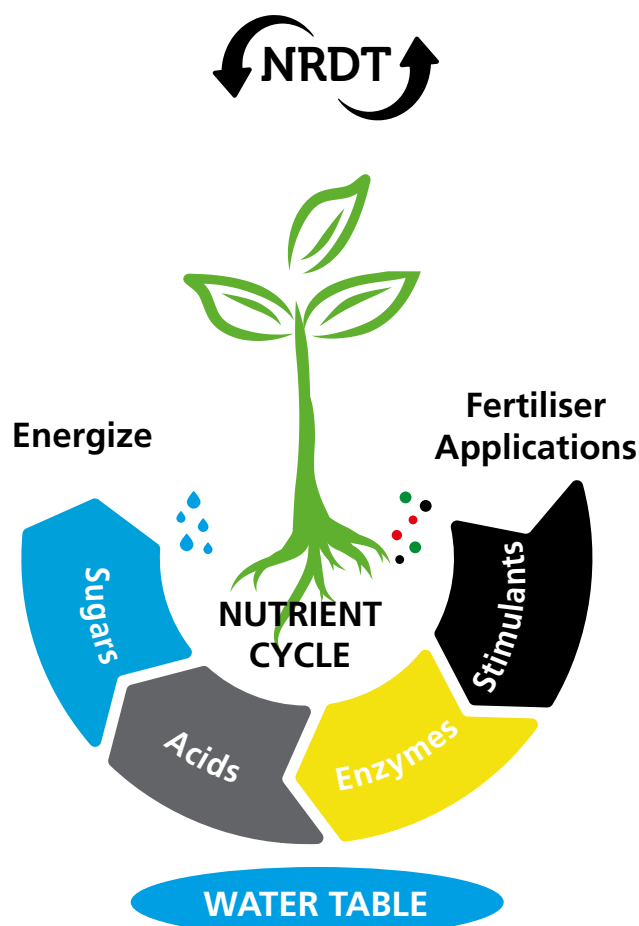 NRDT
Energize
Fertiliser
Applications
NUTRIENT
CYCLE
Sugars
Acids
Enzymes
Stimulants
WATER TABLE